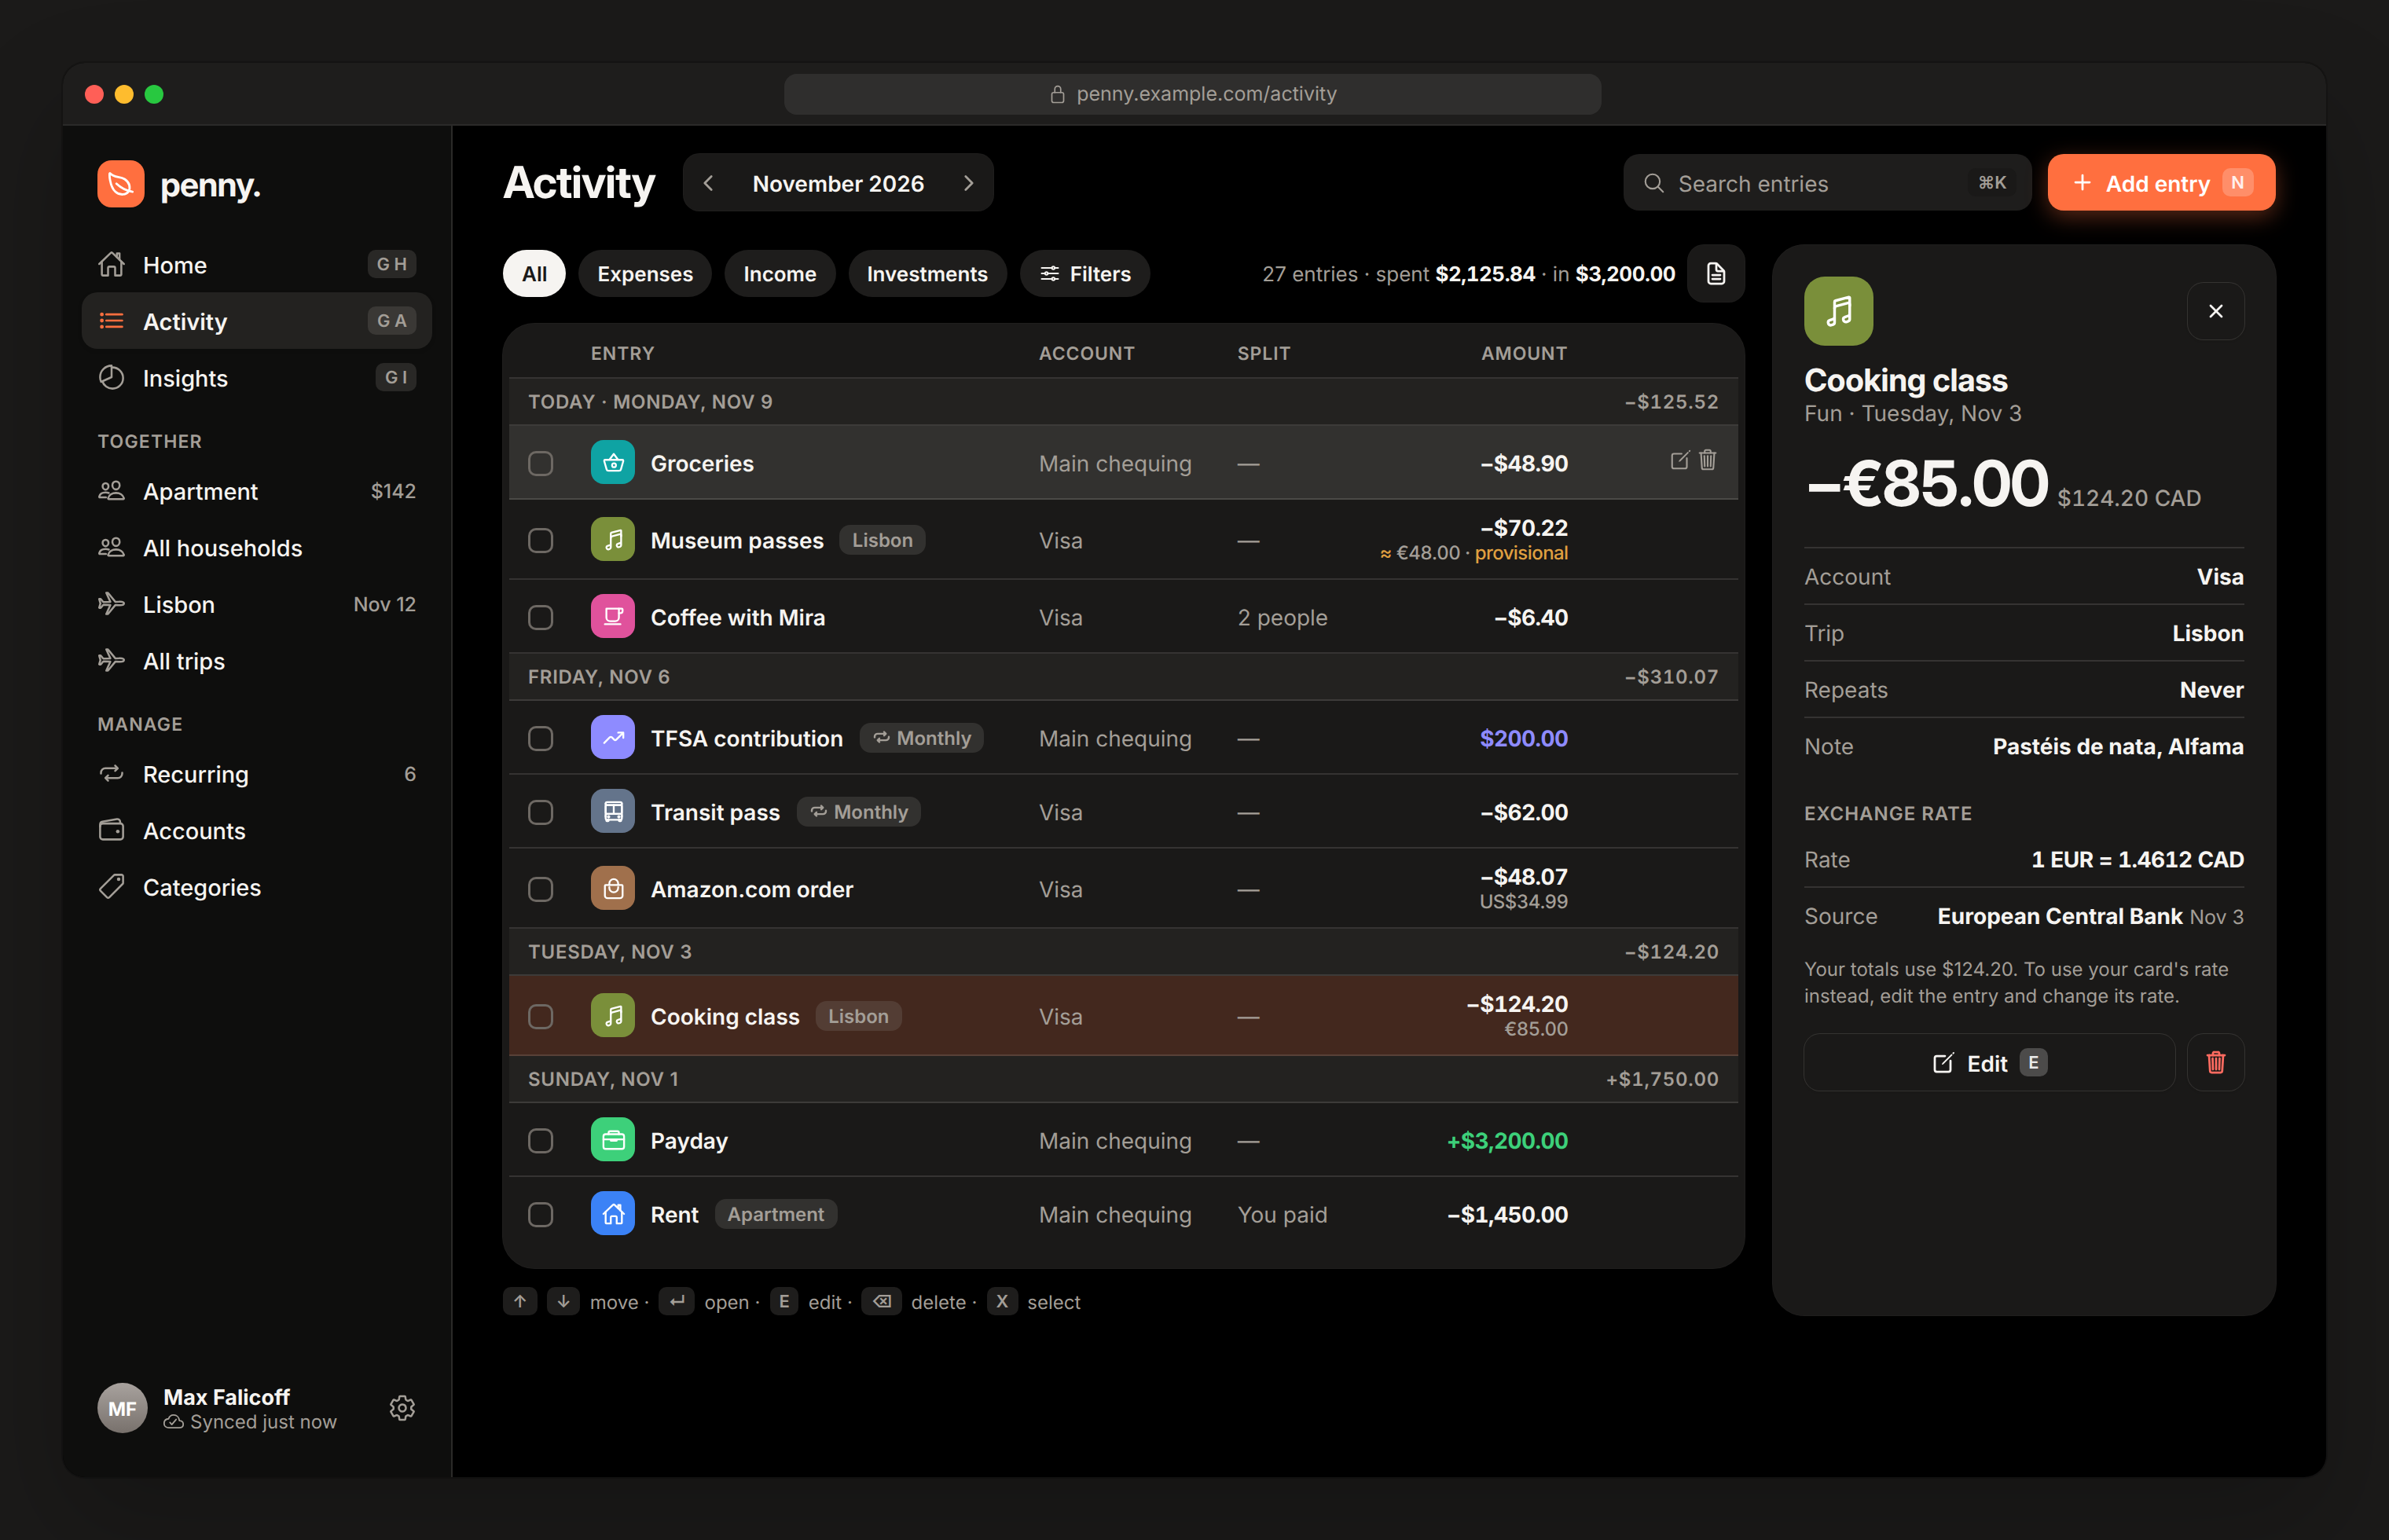 penny.example.com/activity
penny.
Home G H
Activity G A
Insights G I
TOGETHER
Apartment $142
All households
Lisbon Nov 12
All trips
MANAGE
Recurring 6
Accounts
Categories
MF Max Falicoff
Synced just now
Activity November 2026 Search entries ⌘K + Add entry N
All Expenses Income Investments Filters 27 entries · spent $2,125.84 · in $3,200.00
ENTRY ACCOUNT SPLIT AMOUNT
TODAY · MONDAY, NOV 9 −$125.52
Groceries Main chequing — −$48.90
Museum passes Lisbon Visa — −$70.22
≈ €48.00 · provisional
Coffee with Mira Visa 2 people −$6.40
FRIDAY, NOV 6 −$310.07
TFSA contribution Monthly Main chequing — $200.00
Transit pass Monthly Visa — −$62.00
Amazon.com order Visa — −$48.07
US$34.99
TUESDAY, NOV 3 −$124.20
Cooking class Lisbon Visa — −$124.20
€85.00
SUNDAY, NOV 1 +$1,750.00
Payday Main chequing — +$3,200.00
Rent Apartment Main chequing You paid −$1,450.00
↑ ↓ move · ↵ open · E edit · ⌫ delete · X select
Cooking class
Fun · Tuesday, Nov 3
−€85.00 $124.20 CAD
Account Visa
Trip Lisbon
Repeats Never
Note Pastéis de nata, Alfama
EXCHANGE RATE
Rate 1 EUR = 1.4612 CAD
Source European Central Bank Nov 3
Your totals use $124.20. To use your card's rate
instead, edit the entry and change its rate.
Edit E